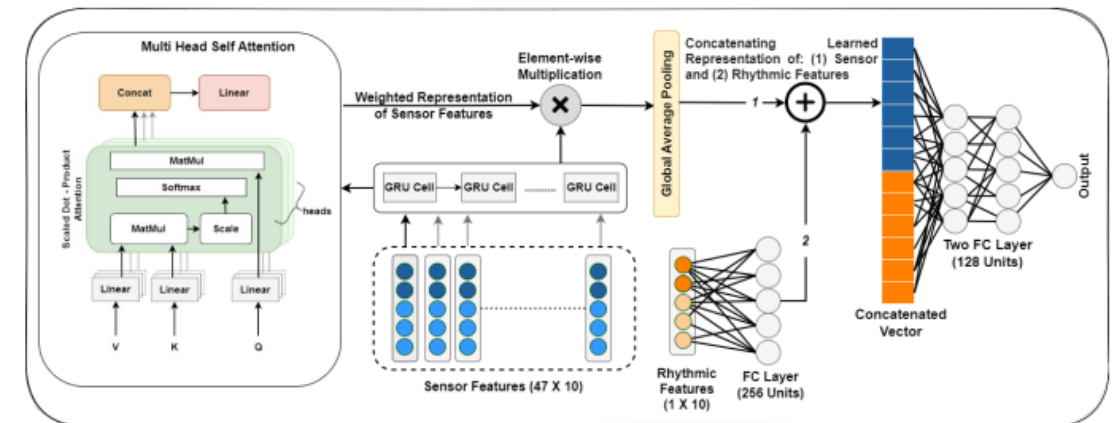 Multi Head Self Attention
Concat
Linear
MatMul
Softmax
MatMul
Scale
Scaled Dot - Product
Attention
heads
Linear
Linear
Linear
V
K
Q
Weighted Representation
of Sensor Features
Element-wise
Multiplication
×
GRU Cell
GRU Cell
GRU Cell
Sensor Features (47 X 10)
Global Average Pooling
Concatenating Learned
Representation of: (1) Sensor
and (2) Rhythmic Features
1
+
2
Rhythmic
Features
(1 X 10)
FC Layer
(256 Units)
Concatenated
Vector
Two FC Layer
(128 Units)
Output